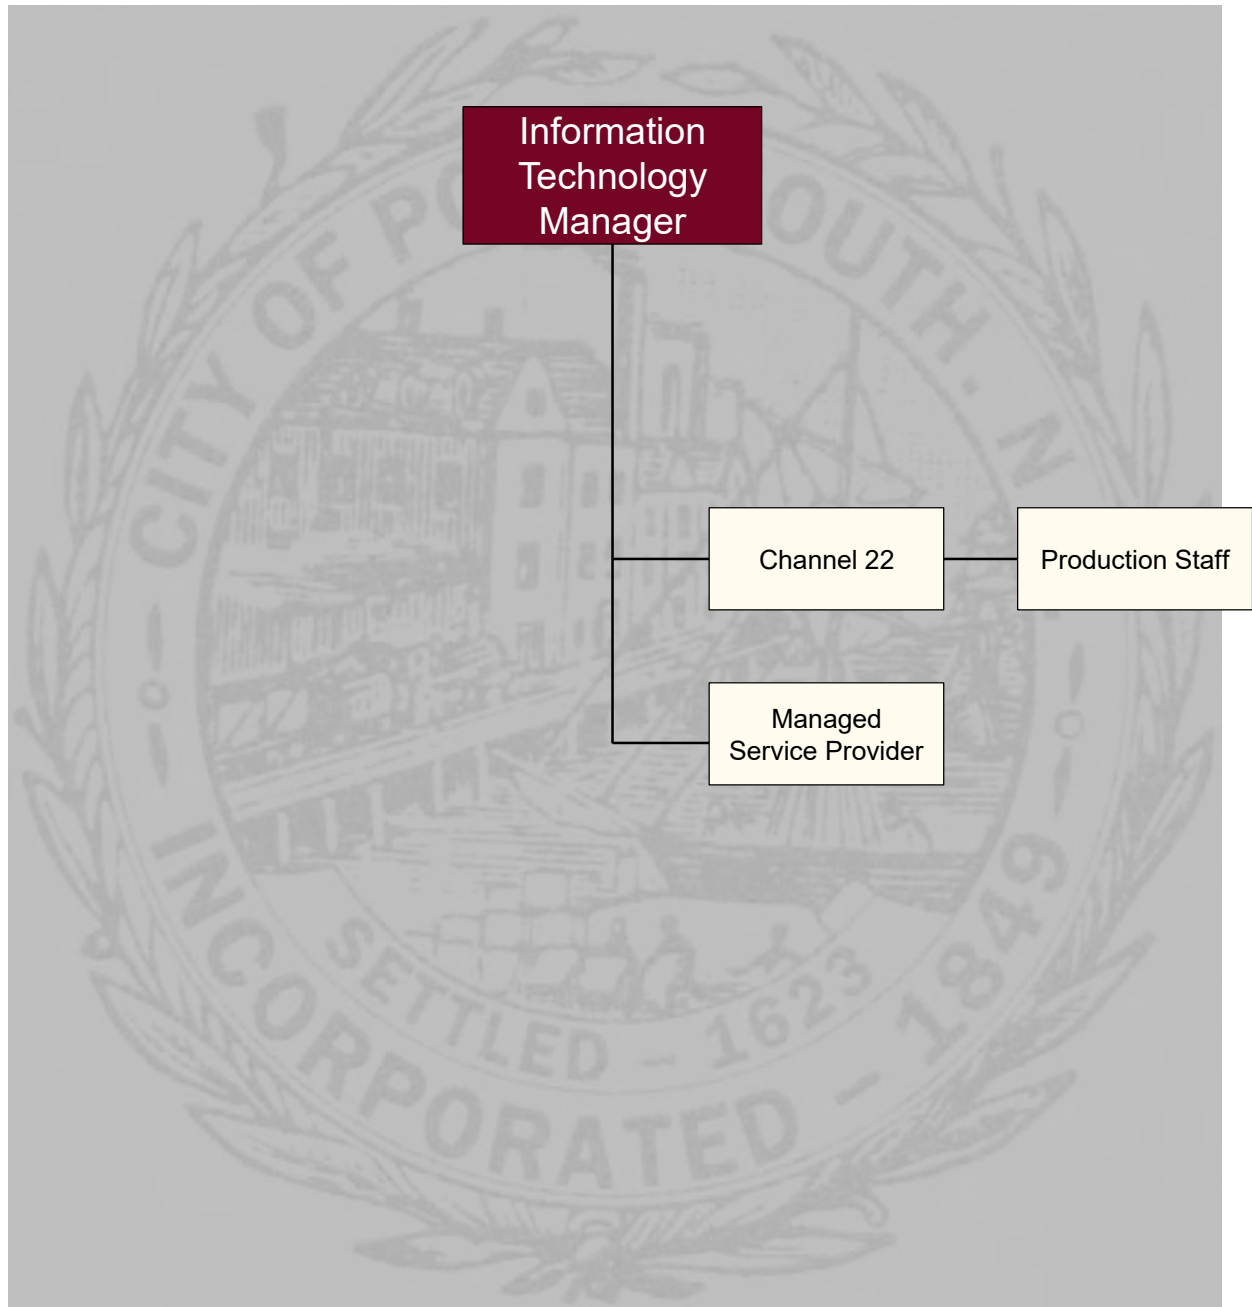 Information
Technology
Manager
Channel 22
Production Staff
Managed
Service Provider
CITY OF PO
OUTH. N
SETTLED – 1623
INCORPORATED – 1849